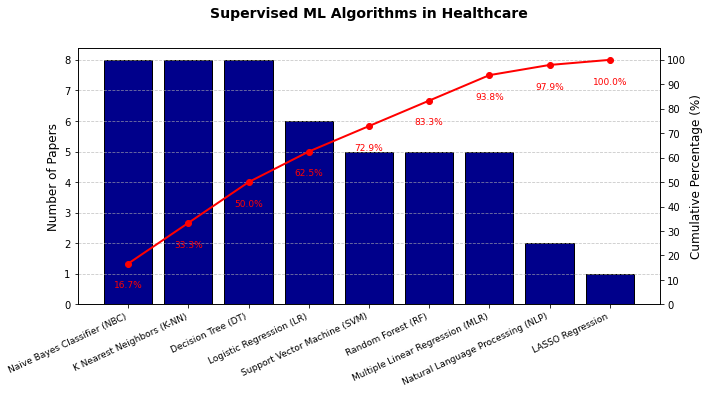 Supervised ML Algorithms in Healthcare
Number of Papers
8
7
6
5
4
3
2
1
0
16.7%
33.3%
50.0%
62.5%
72.9%
83.3%
93.8%
97.9%
100.0%
100
90
80
70
60
50
40
30
20
10
0
Cumulative Percentage (%)
Naive Bayes Classifier (NBC)
K Nearest Neighbors (K-NN)
Decision Tree (DT)
Logistic Regression (LR)
Support Vector Machine (SVM)
Random Forest (RF)
Multiple Linear Regression (MLR)
Natural Language Processing (NLP)
LASSO Regression